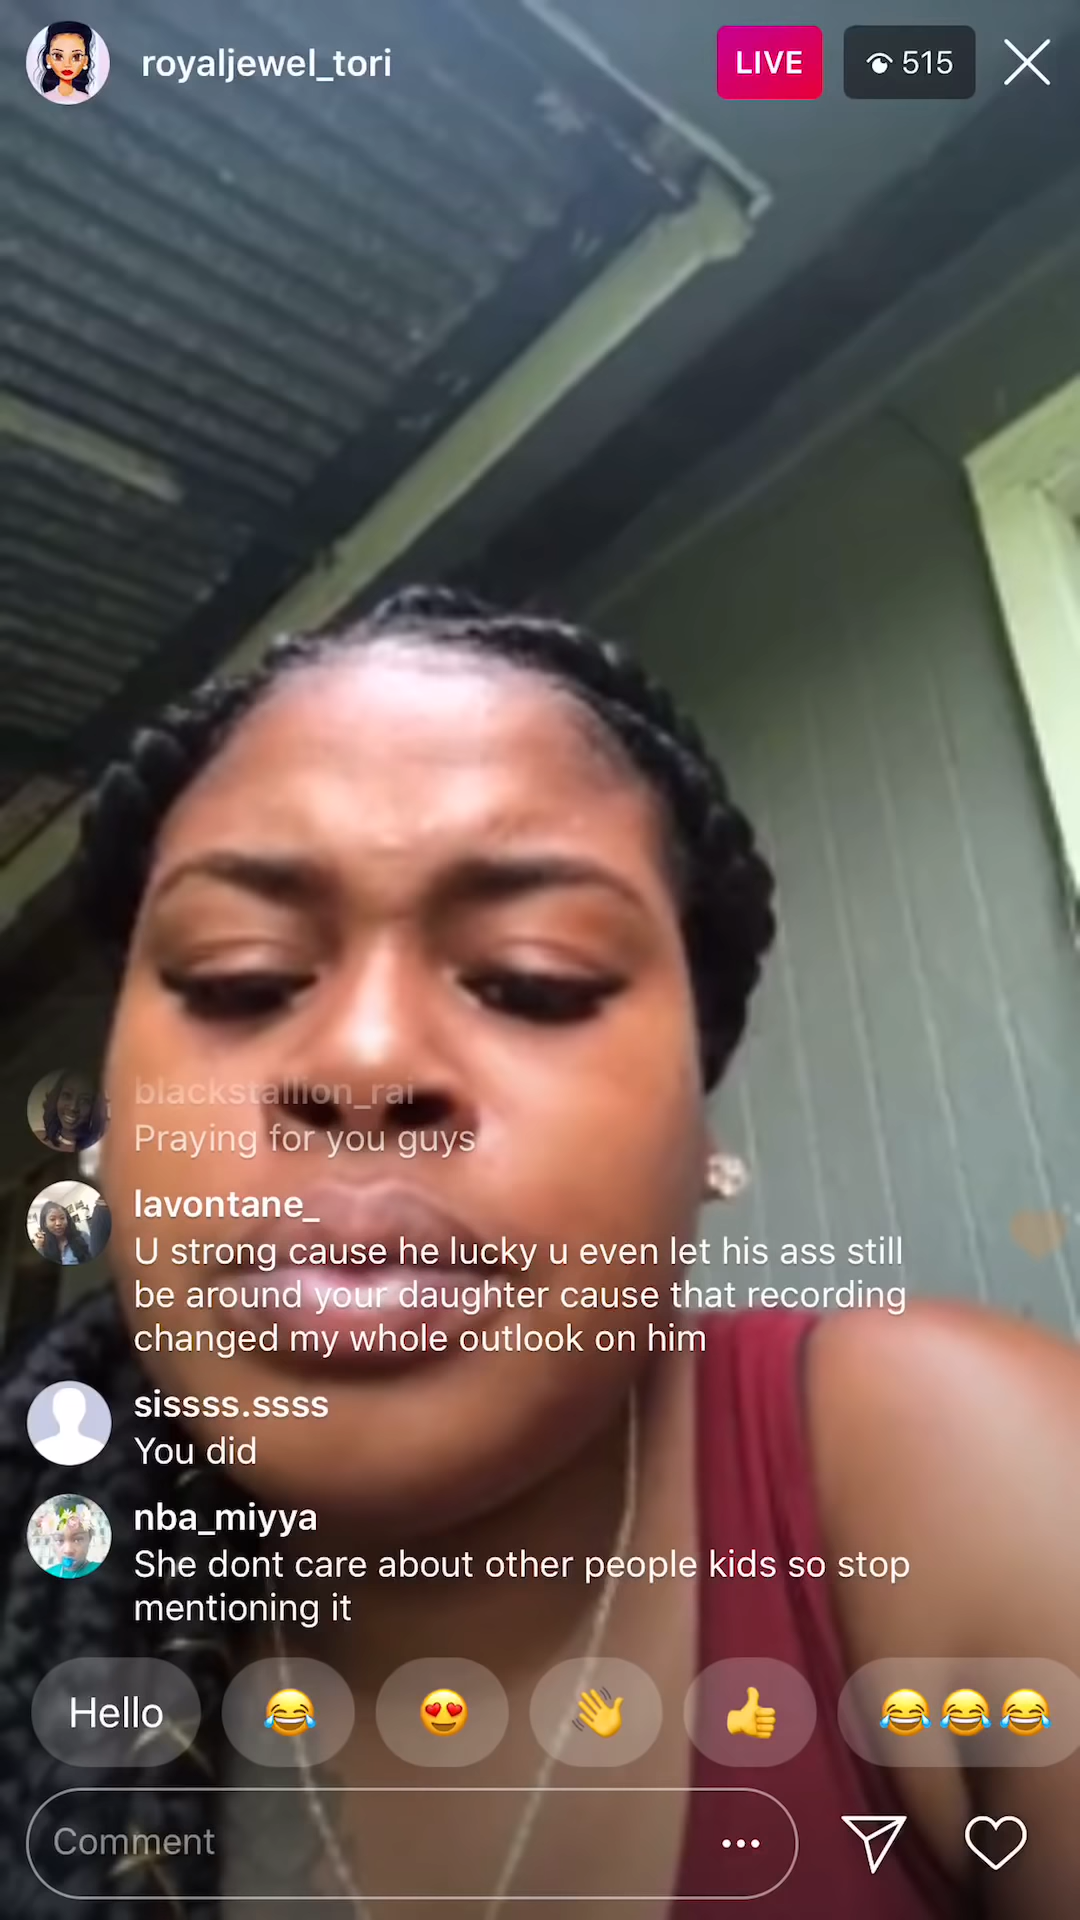 royaljewel_tori
LIVE
515
blackstallion_rai
Praying for you guys
lavontane_
U strong cause he lucky u even let his ass still
be around your daughter cause that recording
changed my whole outlook on him
sissss.ssss
You did
nba_miyya
She dont care about other people kids so stop
mentioning it
Hello
Comment